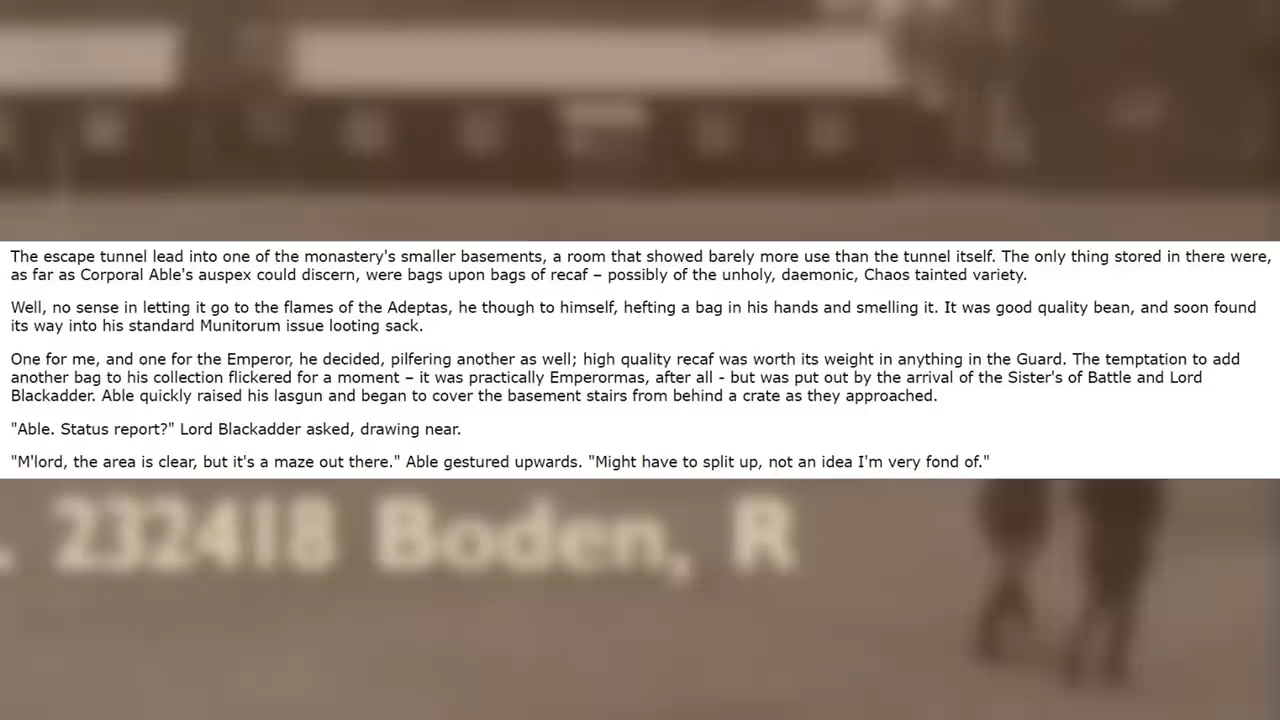 The escape tunnel lead into one of the monastery's smaller basements, a room that showed barely more use than the tunnel itself. The only thing stored in there were,
as far as Corporal Able's auspex could discern, were bags upon bags of recaf – possibly of the unholy, daemonic, Chaos tainted variety.
Well, no sense in letting it go to the flames of the Adeptas, he though to himself, hefting a bag in his hands and smelling it. It was good quality bean, and soon found
its way into his standard Munitorum issue looting sack.
One for me, and one for the Emperor, he decided, pilfering another as well; high quality recaf was worth its weight in anything in the Guard. The temptation to add
another bag to his collection flickered for a moment – it was practically Emperormas, after all - but was put out by the arrival of the Sister's of Battle and Lord
Blackadder. Able quickly raised his lasgun and began to cover the basement stairs from behind a crate as they approached.
"Able. Status report?" Lord Blackadder asked, drawing near.
"M'lord, the area is clear, but it's a maze out there." Able gestured upwards. "Might have to split up, not an idea I'm very fond of."
. 232418 Boden, R